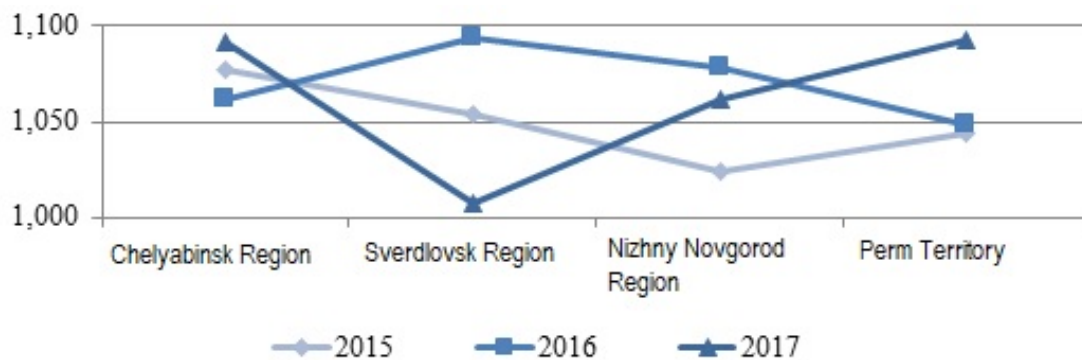 1,100
1,050
1,000
Chelyabinsk Region
Sverdlovsk Region
Nizhny Novgorod
Region
Perm Territory
2015
2016
2017